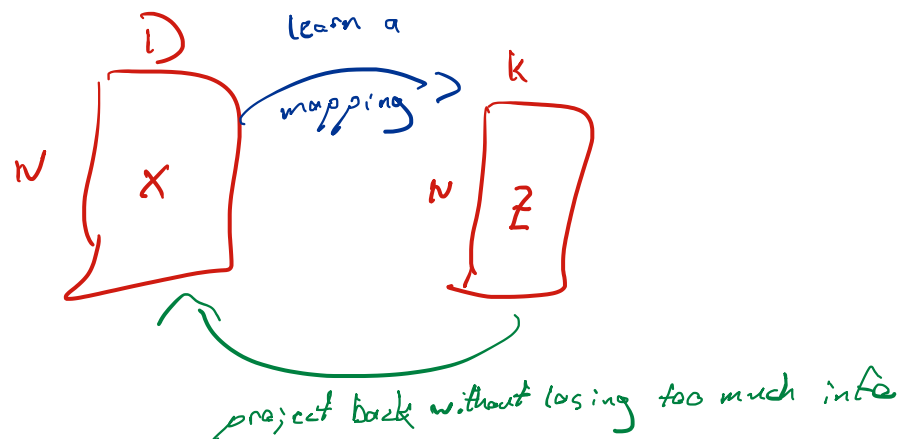 D
learn a
mapping
K
N
X
N
Z
project back without losing too much info